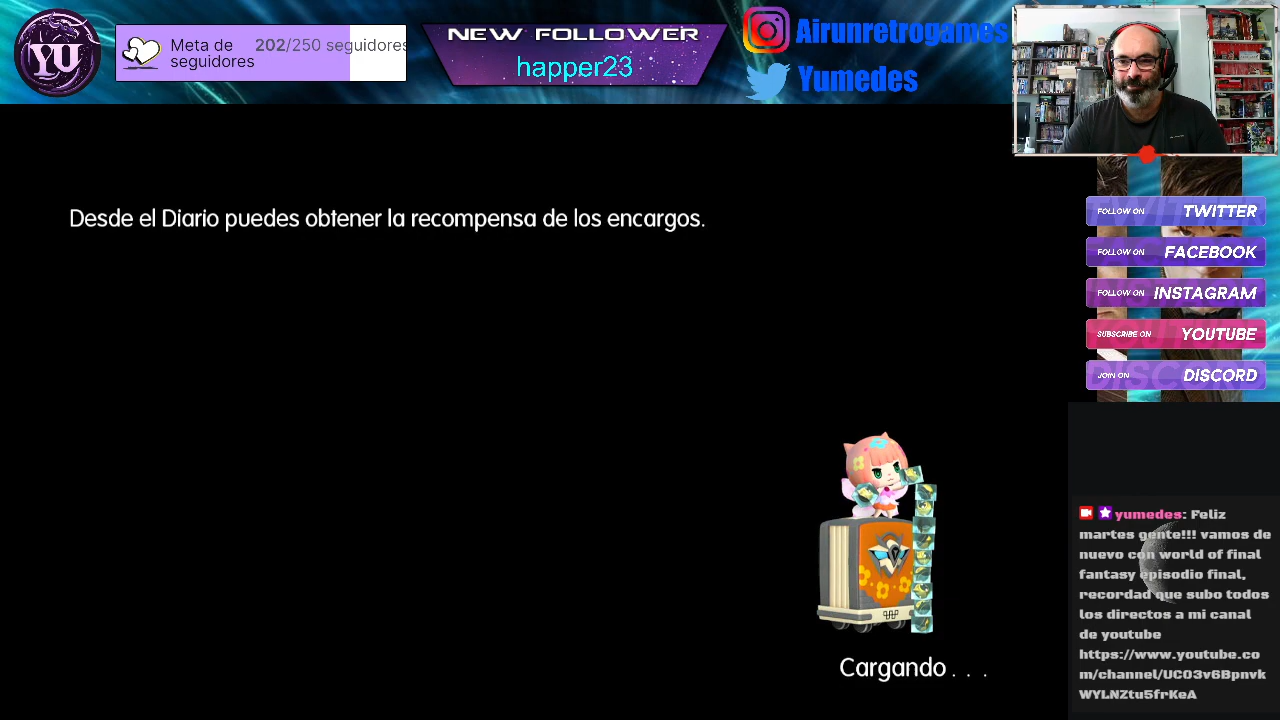 YU
Meta de seguidores
202/250 seguidores
NEW FOLLOWER
happer23
Airunretrogames
Yumedes
Desde el Diario puedes obtener la recompensa de los encargos.
FOLLOW ON TWITTER
FOLLOW ON FACEBOOK
FOLLOW ON INSTAGRAM
SUBSCRIBE ON YOUTUBE
JOIN ON DISCORD
yumedes: Feliz
martes gente!!! vamos de
nuevo con world of final
fantasy episodio final,
recordad que subo todos
los directos a mi canal
de youtube
https://www.youtube.co
m/channel/UC03v6Bpnvk
WYLNZtu5frKeA
Cargando . . .